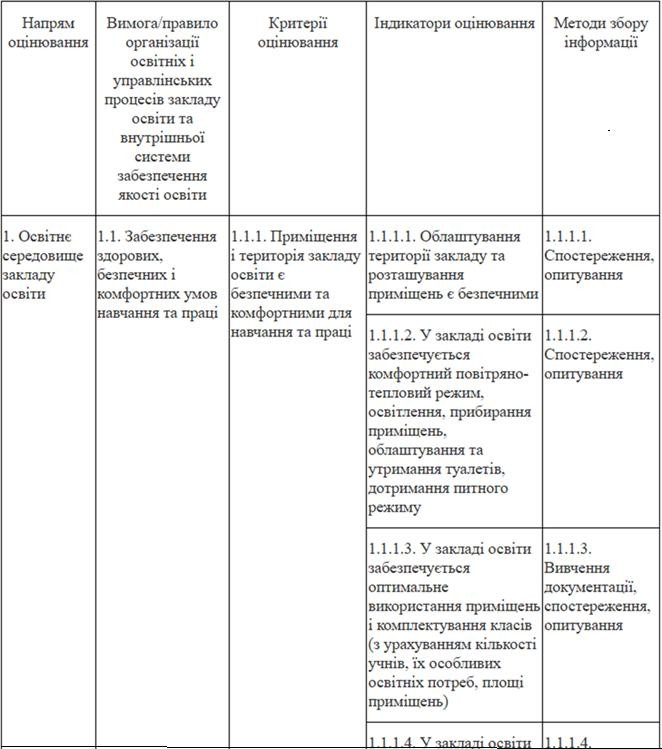 Напрям
оцінювання
Вимога/правило
організації
освітніх і
управлінських
процесів закладу
освіти та
внутрішньої
системи
забезпечення
якості освіти
Критерії
оцінювання
Індикатори оцінювання
Методи збору
інформації
1. Освітнє
середовище
закладу
освіти
1.1. Забезпечення
здорових,
безпечних і
комфортних умов
навчання та праці
1.1.1. Приміщення
і територія закладу
освіти є
безпечними та
комфортними для
навчання та праці
1.1.1.1. Облаштування
території закладу та
розташування
приміщень є безпечними
1.1.1.1.
Спостереження,
опитування
1.1.1.2. У закладі освіти
забезпечується
комфортний повітряно-
тепловий режим,
освітлення, прибирання
приміщень,
облаштування та
утримання туалетів,
дотримання питного
режиму
1.1.1.2.
Спостереження,
опитування
1.1.1.3. У закладі освіти
забезпечується
оптимальне
використання приміщень
і комплектування класів
(з урахуванням кількості
учнів, їх особливих
освітніх потреб, площі
приміщень)
1.1.1.3.
Вивчення
документації,
спостереження,
опитування
1.1.1.4. У закладі освіти
1.1.1.4.